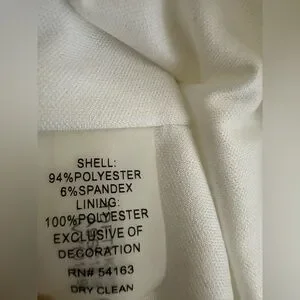 SHELL:
94%POLYESTER
6%SPANDEX
LINING:
100%POLYESTER
EXCLUSIVE OF
DECORATION
RN# 54163
DRY CLEAN